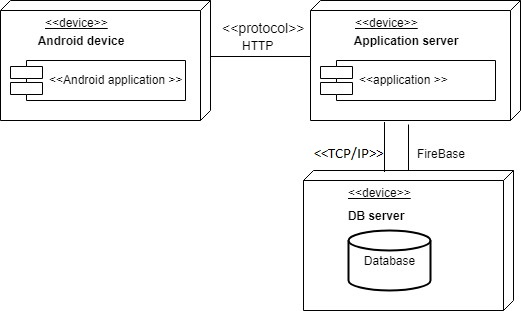 <<device>>
Android device
<<Android application >>
<<protocol>>
HTTP
<<device>>
Application server
<<application >>
<<TCP/IP>>
FireBase
<<device>>
DB server
Database